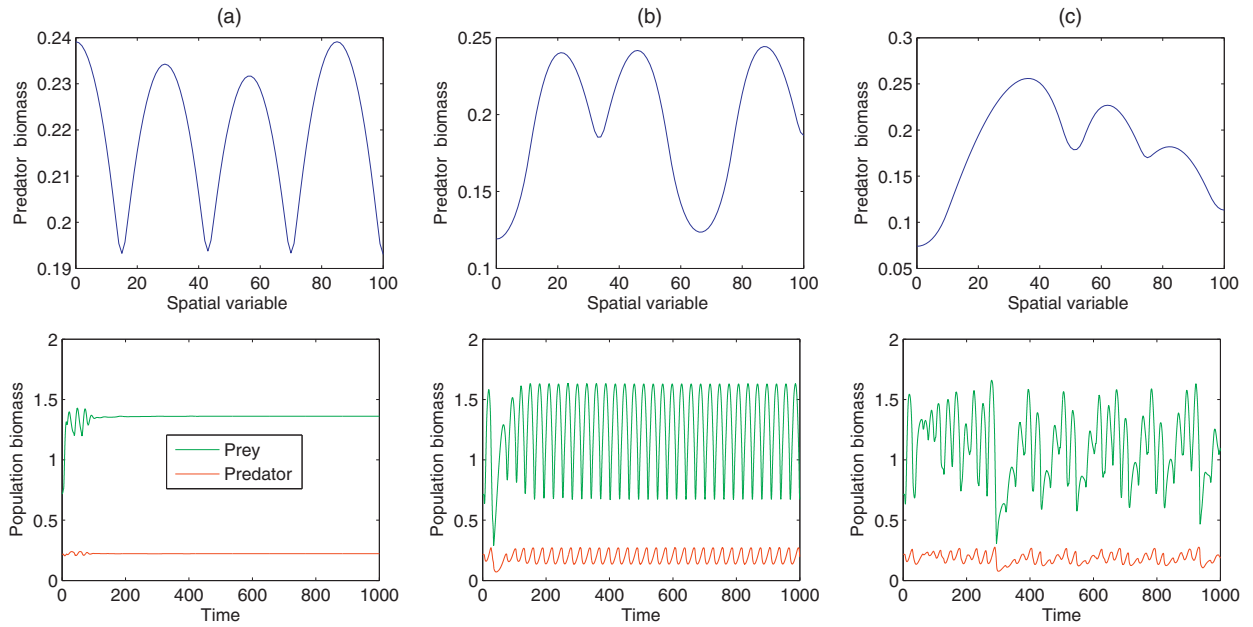 (a)
Predator biomass
0.24
0.23
0.22
0.21
0.2
0.19
0 20 40 60 80 100
Spatial variable
(b)
Predator biomass
0.25
0.2
0.15
0.1
0 20 40 60 80 100
Spatial variable
(c)
Predator biomass
0.3
0.25
0.2
0.15
0.1
0.05
0 20 40 60 80 100
Spatial variable
Population biomass
2
1.5
1
0.5
0
Prey
Predator
0 200 400 600 800 1000
Time
Population biomass
2
1.5
1
0.5
0
0 200 400 600 800 1000
Time
Population biomass
2
1.5
1
0.5
0
0 200 400 600 800 1000
Time